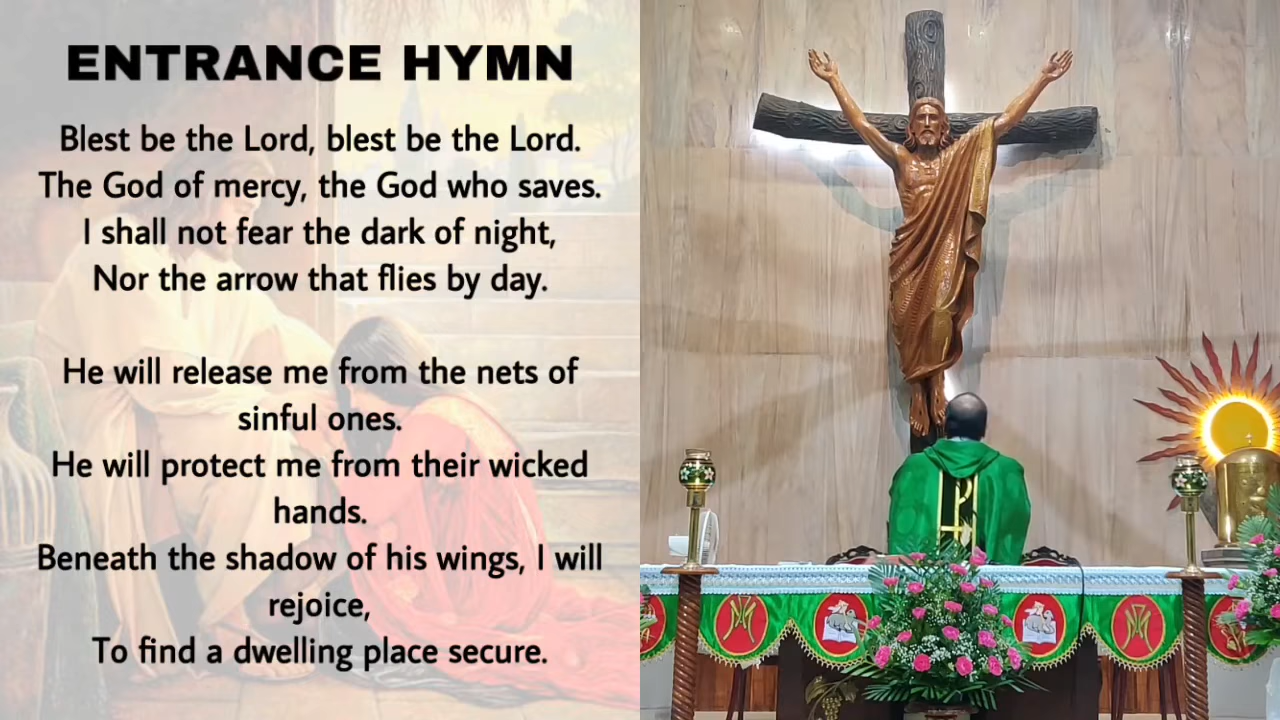 ENTRANCE HYMN
Blest be the Lord, blest be the Lord.
The God of mercy, the God who saves.
I shall not fear the dark of night,
Nor the arrow that flies by day.
He will release me from the nets of
sinful ones.
He will protect me from their wicked
hands.
Beneath the shadow of his wings, I will
rejoice,
To find a dwelling place secure.